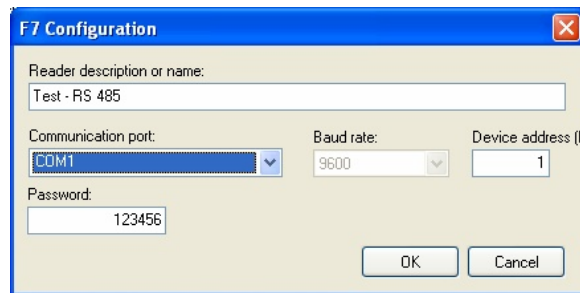 F7 Configuration
Reader description or name:
Test - RS 485
Communication port: Baud rate: Device address (
COM1 9600 1
Password:
123456
OK Cancel